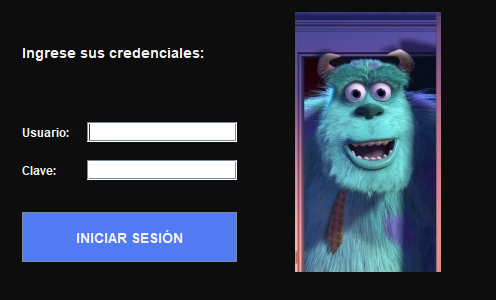 Ingrese sus credenciales:
Usuario:
Clave:
INICIAR SESIÓN